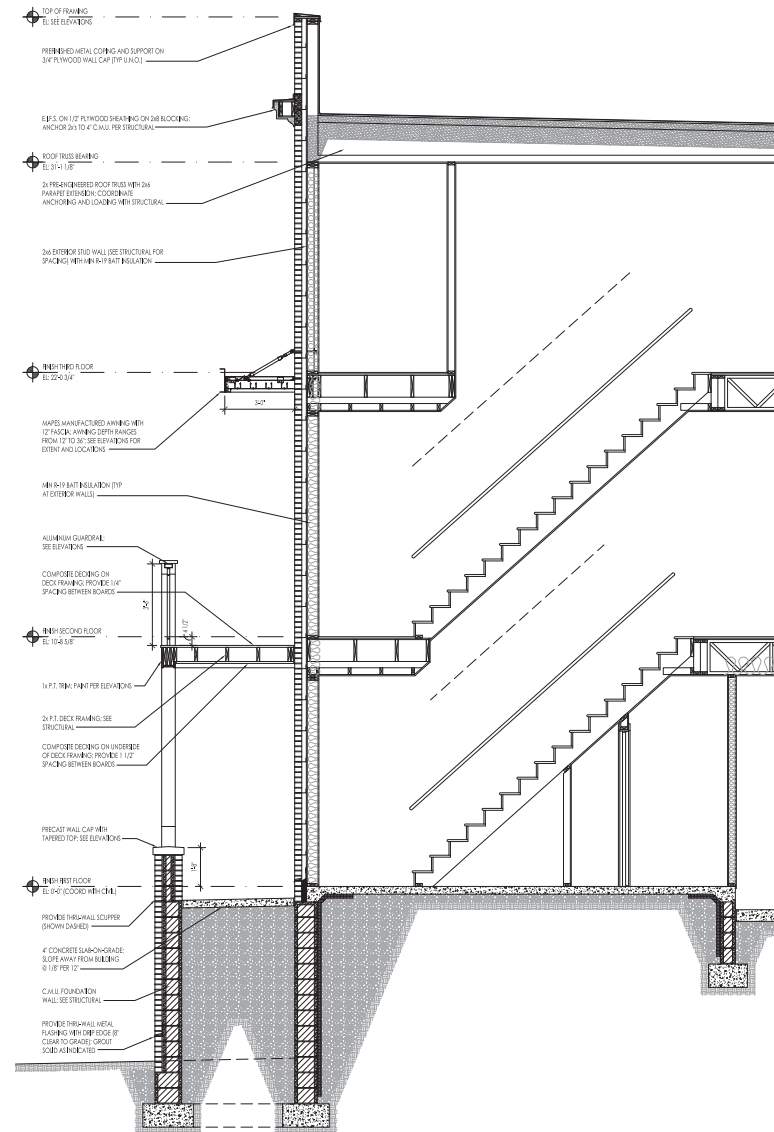 TOP OF FRAMING
EL: SEE ELEVATIONS
PREFINISHED METAL COPING AND SUPPORT ON
3/4" PLYWOOD WALL CAP (TYP U.N.O.)
E.I.F.S. ON 1/2" PLYWOOD SHEATHING ON 2x8 BLOCKING;
ANCHOR 2x's TO 4" C.M.U. PER STRUCTURAL
ROOF TRUSS BEARING
EL: 31'-1 1/8"
2x PRE-ENGINEERED ROOF TRUSS WITH 2x6
PARAPET EXTENSION; COORDINATE
ANCHORING AND LOADING WITH STRUCTURAL
2x6 EXTERIOR STUD WALL (SEE STRUCTURAL FOR
SPACING) WITH MIN R-19 BATT INSULATION
FINISH THIRD FLOOR
EL: 22'-0 3/4"
3'-0"
MAPES MANUFACTURED AWNING WITH
12" FASCIA; AWNING DEPTH RANGES
FROM 12" TO 36"; SEE ELEVATIONS FOR
EXTENT AND LOCATIONS
MIN R-19 BATT INSULATION (TYP
AT EXTERIOR WALLS)
ALUMINUM GUARDRAIL;
SEE ELEVATIONS
COMPOSITE DECKING ON
DECK FRAMING; PROVIDE 1/4"
SPACING BETWEEN BOARDS
3'-6"
4 1/2"
FINISH SECOND FLOOR
EL: 10'-8 5/8"
1x P.T. TRIM; PAINT PER ELEVATIONS
2x P.T. DECK FRAMING; SEE
STRUCTURAL
COMPOSITE DECKING ON UNDERSIDE
OF DECK FRAMING; PROVIDE 1 1/2"
SPACING BETWEEN BOARDS
PRECAST WALL CAP WITH
TAPERED TOP; SEE ELEVATIONS
1'-8"
FINISH FIRST FLOOR
EL: 0'-0" (COORD WITH CIVIL)
PROVIDE THRU-WALL SCUPPER
(SHOWN DASHED)
4" CONCRETE SLAB-ON-GRADE;
SLOPE AWAY FROM BUILDING
@ 1/8" PER 12"
C.M.U. FOUNDATION
WALL; SEE STRUCTURAL
PROVIDE THRU-WALL METAL
FLASHING WITH DRIP EDGE (8"
CLEAR TO GRADE); GROUT
SOLID AS INDICATED